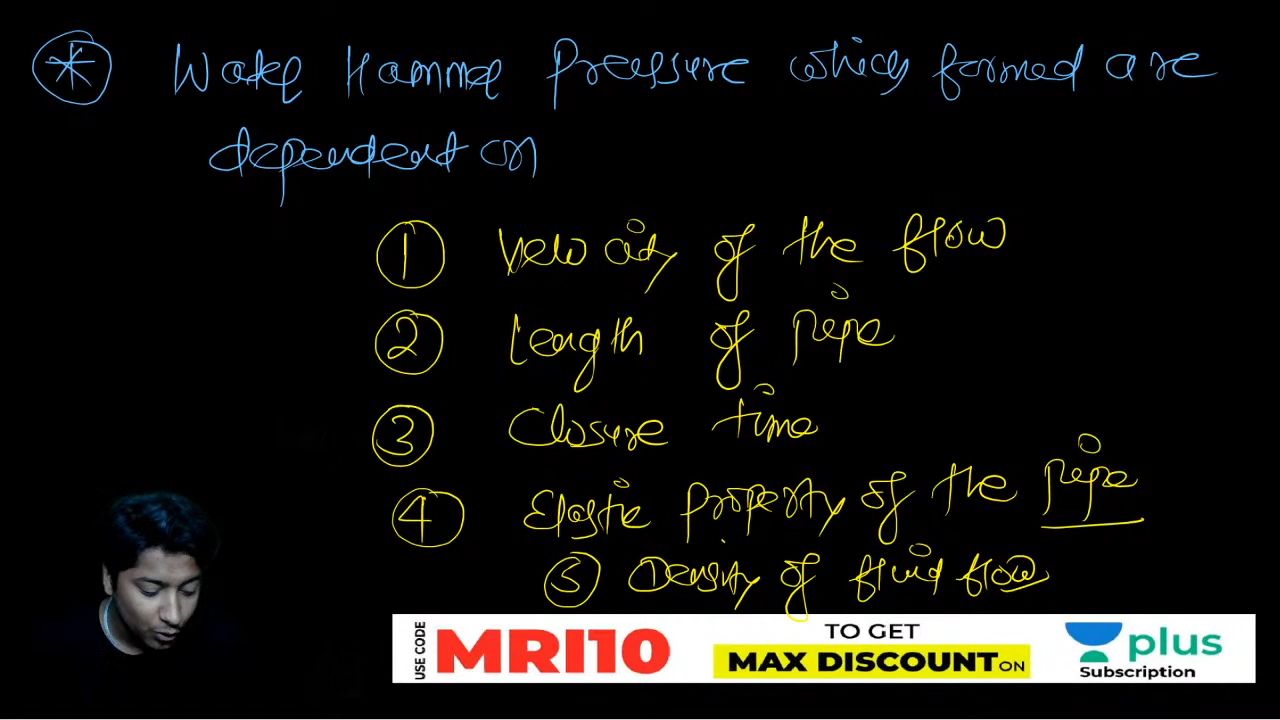 * Water Hammer Pressure which formed are
dependent on
① Velocity of the flow
② Length of pipe
③ Closure time
④ Elastic property of the pipe
⑤ Density of fluid flow
USE CODE
MRI10
TO GET
MAX DISCOUNT ON
plus
Subscription